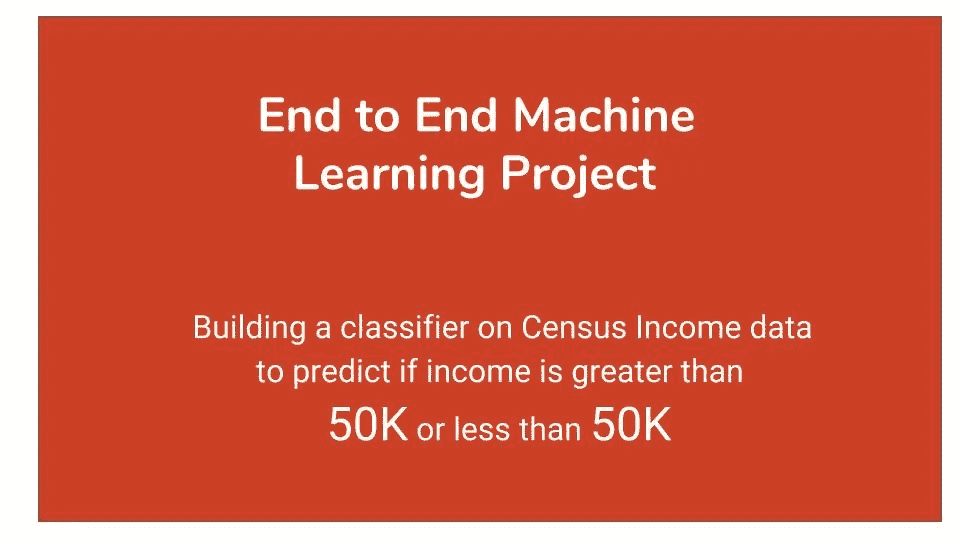 End to End Machine
Learning Project
Building a classifier on Census Income data
to predict if income is greater than
50K or less than 50K